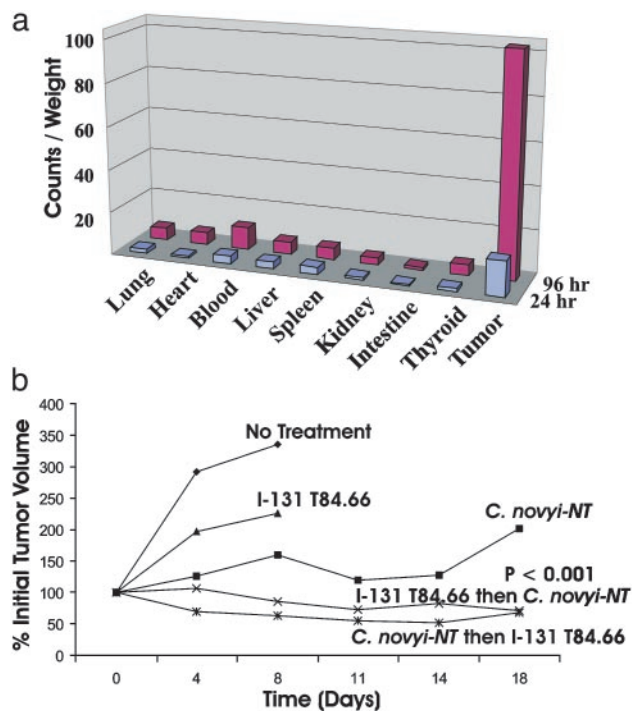 a
Counts / Weight
100
80
60
40
20
Lung
Heart
Blood
Liver
Spleen
Kidney
Intestine
Thyroid
Tumor
96 hr
24 hr
b
% Initial Tumor Volume
400
350
300
250
200
150
100
50
0
No Treatment
I-131 T84.66
C. novyi-NT
P < 0.001
I-131 T84.66 then C. novyi-NT
C. novyi-NT then I-131 T84.66
0 4 8 11 14 18
Time (Days)